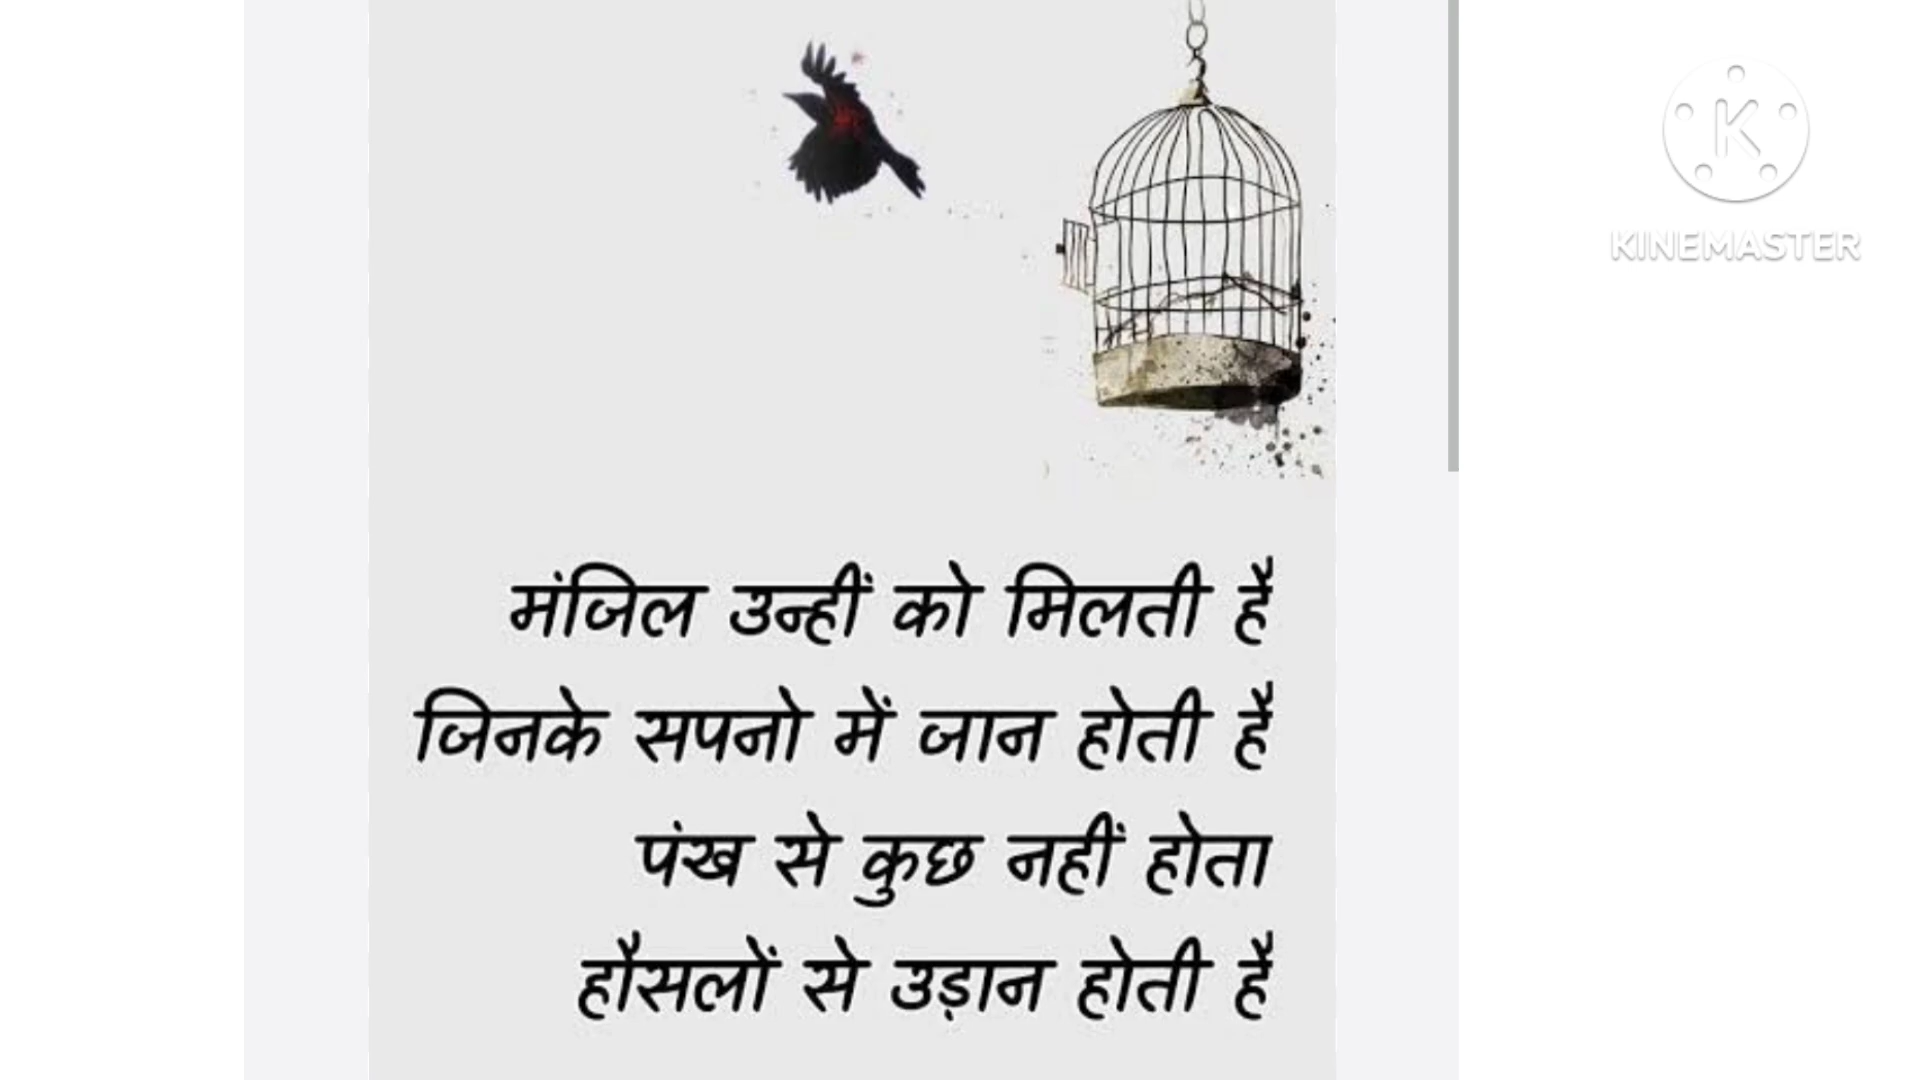 मंजिल उन्हीं को मिलती है
जिनके सपनो में जान होती है
पंख से कुछ नहीं होता
हौसलों से उड़ान होती है
K
KINEMASTER